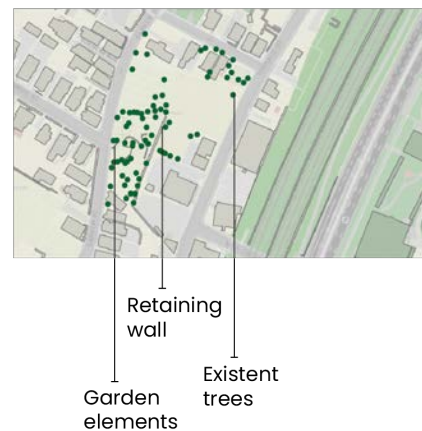 Retaining
wall
Existent
trees
Garden
elements